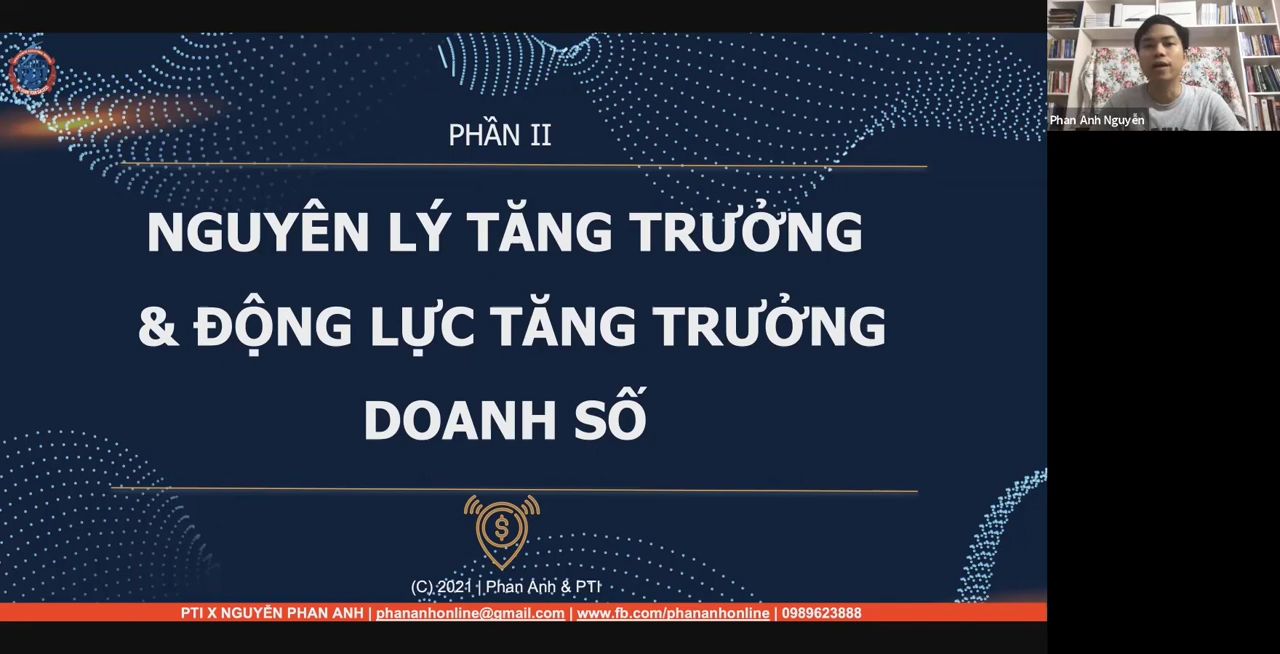 PHẦN II
NGUYÊN LÝ TĂNG TRƯỞNG
& ĐỘNG LỰC TĂNG TRƯỞNG
DOANH SỐ
(C) 2021 | Phan Anh & PTI
PTI X NGUYỄN PHAN ANH | phananhonline@gmail.com | www.fb.com/phananhonline | 0989623888
Phan Anh Nguyễn